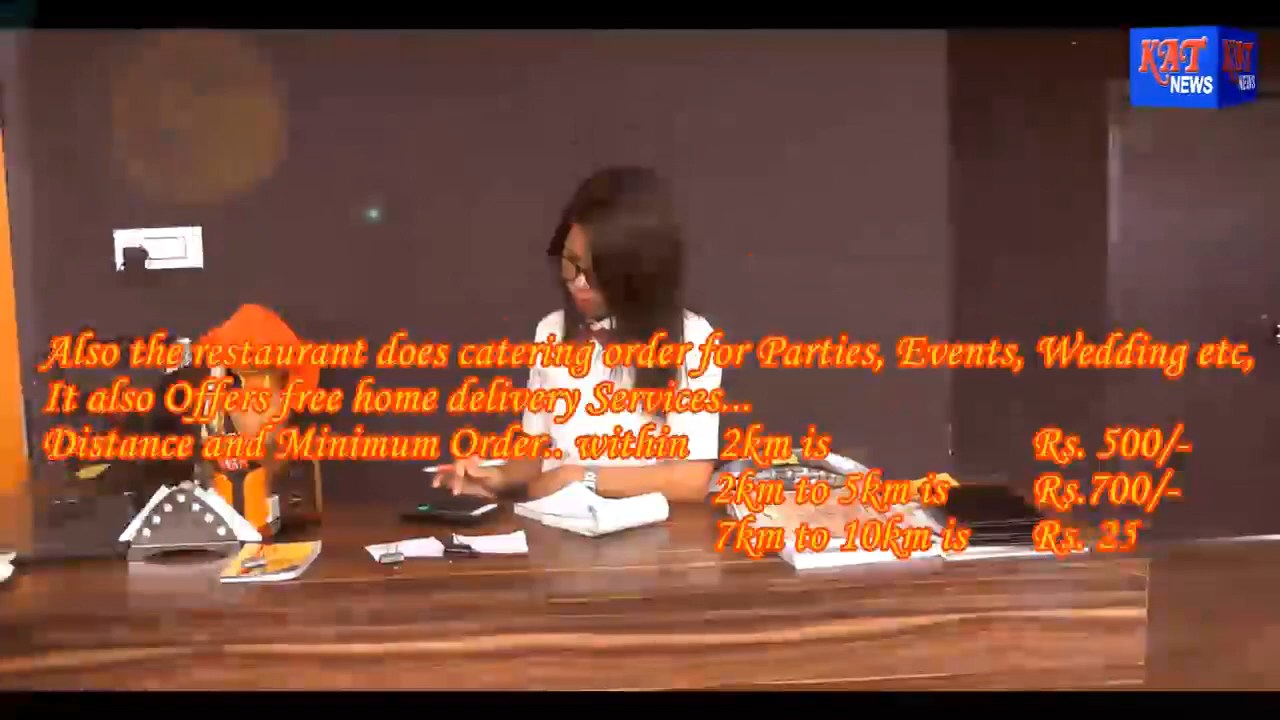 KAT
NEWS
Also the restaurant does catering order for Parties, Events, Wedding etc,
It also Offers free home delivery Services...
Distance and Minimum Order.. within 2km is Rs. 500/-
2km to 5km is Rs.700/-
7km to 10km is Rs. 25